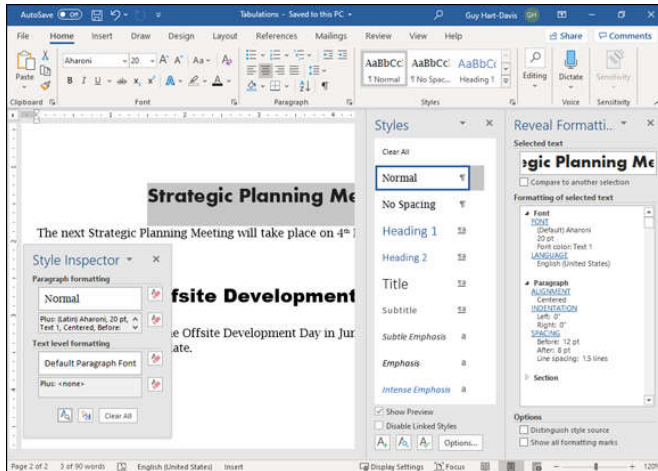 AutoSave Off Tabulations - Saved to this PC Guy Hart-Davis GH
File Home Insert Draw Design Layout References Mailings Review View Help Share Comments
Paste Aharoni 20 A A Aa A
B I U ab x x A A
AaBbCc AaBbCc AaBbCc
¶ Normal ¶ No Spac... Heading 1
Editing Dictate Sensitivity
Clipboard Font Paragraph Styles Voice Sensitivity
Strategic Planning Me
The next Strategic Planning Meeting will take place on 4th
ffsite Development
e Offsite Development Day in Jun
ate.
Style Inspector
Paragraph formatting
Normal
Plus: (Latin) Aharoni, 20 pt,
Text 1, Centered, Before:
Text level formatting
Default Paragraph Font
Plus: <none>
Clear All
Styles
Clear All
Normal ¶
No Spacing ¶
Heading 1 ¶a
Heading 2 ¶a
Title ¶a
Subtitle ¶a
Subtle Emphasis a
Emphasis a
Intense Emphasis a
Show Preview
Disable Linked Styles
Options...
Reveal Formatti...
Selected text
egic Planning Me
Compare to another selection
Formatting of selected text
Font
FONT
(Default) Aharoni
20 pt
Font color: Text 1
LANGUAGE
English (United States)
Paragraph
ALIGNMENT
Centered
INDENTATION
Left: 0"
Right: 0"
SPACING
Before: 12 pt
After: 8 pt
Line spacing: 1.5 lines
Section
Options
Distinguish style source
Show all formatting marks
Page 2 of 2 3 of 90 words English (United States) Insert Display Settings Focus 120%